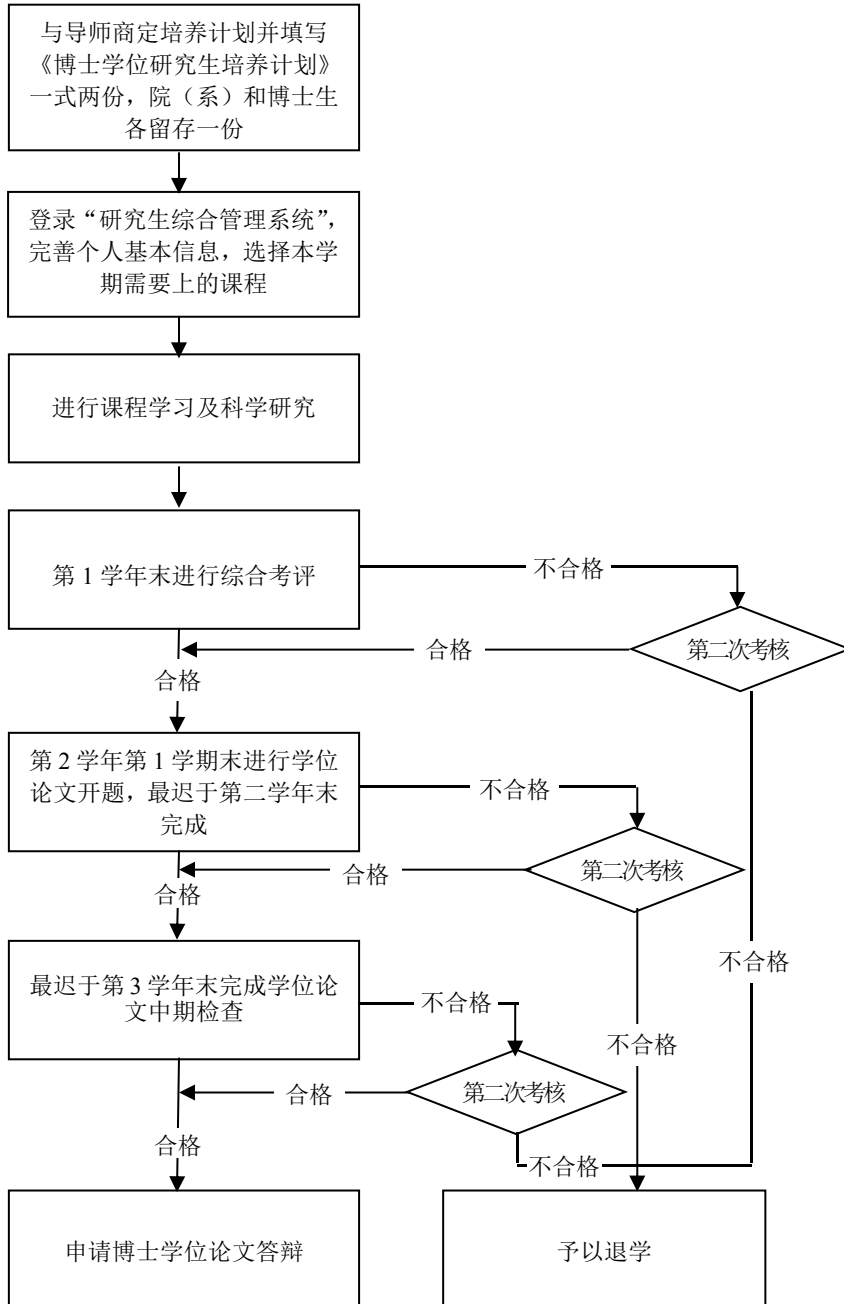 与导师商定培养计划并填写
《博士学位研究生培养计划》
一式两份，院（系）和博士生
各留存一份
登录“研究生综合管理系统”，
完善个人基本信息，选择本学
期需要上的课程
进行课程学习及科学研究
第 1 学年末进行综合考评
不合格
第二次考核
合格
合格
第 2 学年第 1 学期末进行学位
论文开题，最迟于第二学年末
完成
不合格
第二次考核
合格
合格
不合格
最迟于第 3 学年末完成学位论
文中期检查
不合格
不合格
第二次考核
合格
合格
不合格
申请博士学位论文答辩
予以退学